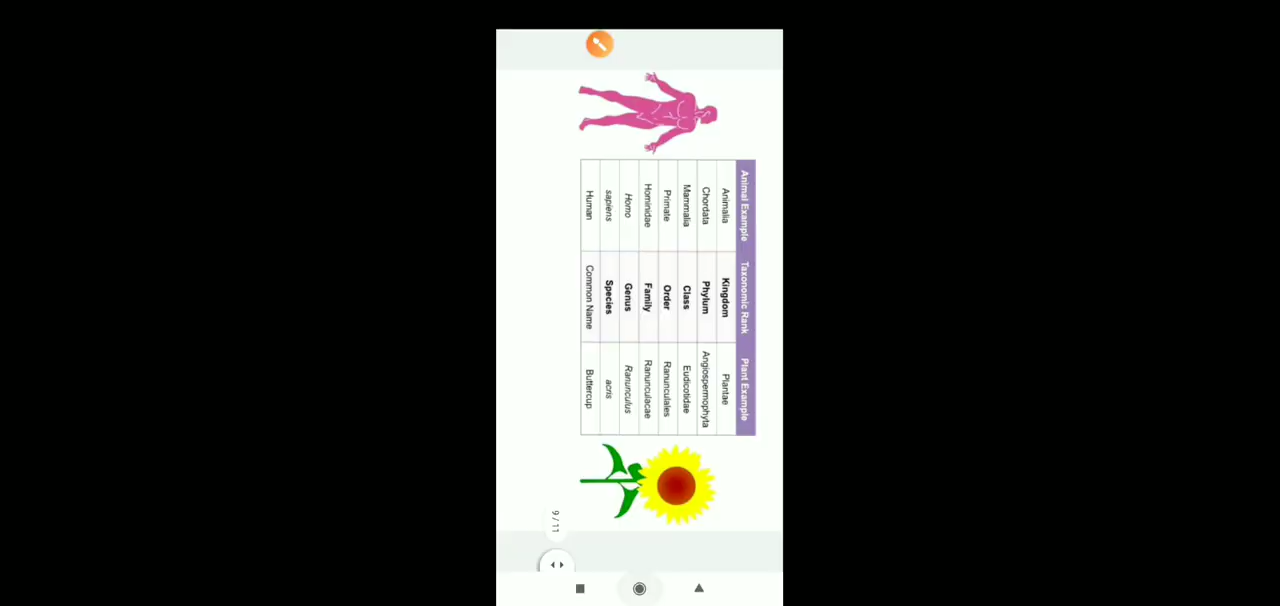 Animal Example Taxonomic Rank Plant Example
Animalia Kingdom Plantae
Chordata Phylum Angiospermophyta
Mammalia Class Eudicotidae
Primate Order Ranunculales
Hominidae Family Ranunculacae
Homo Genus Ranunculus
sapiens Species acris
Human Common Name Buttercup
9 / 11